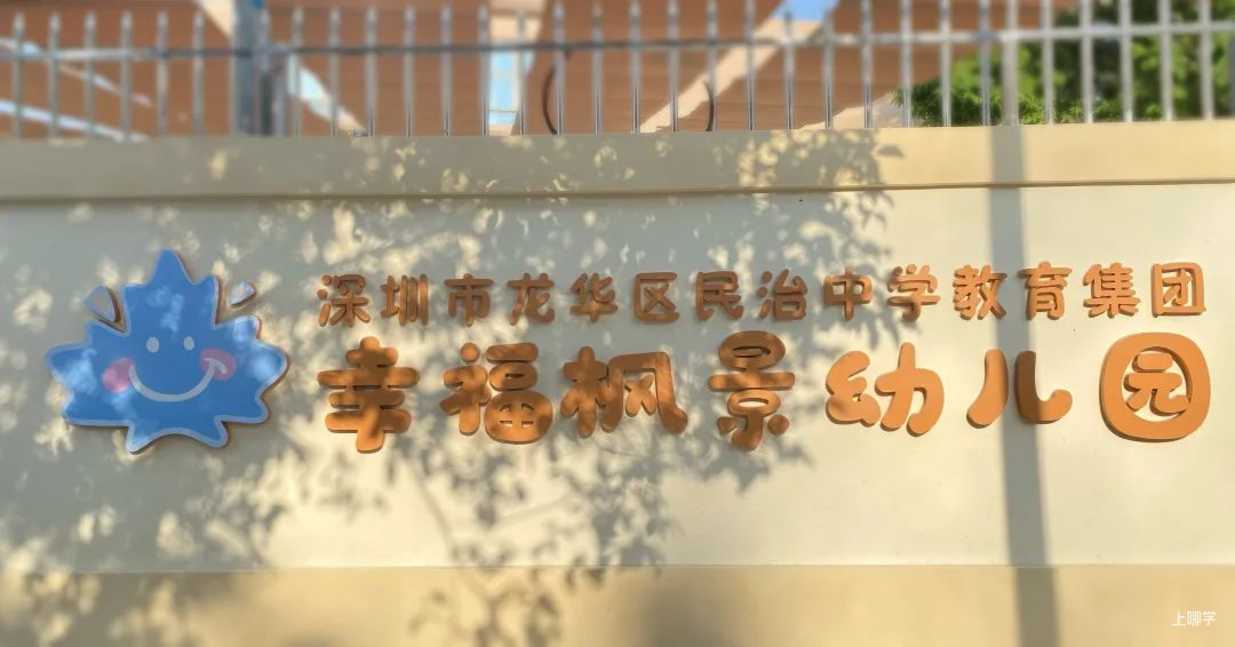 深圳市龙华区民治中学教育集团
幸福枫景幼儿园
上哪学